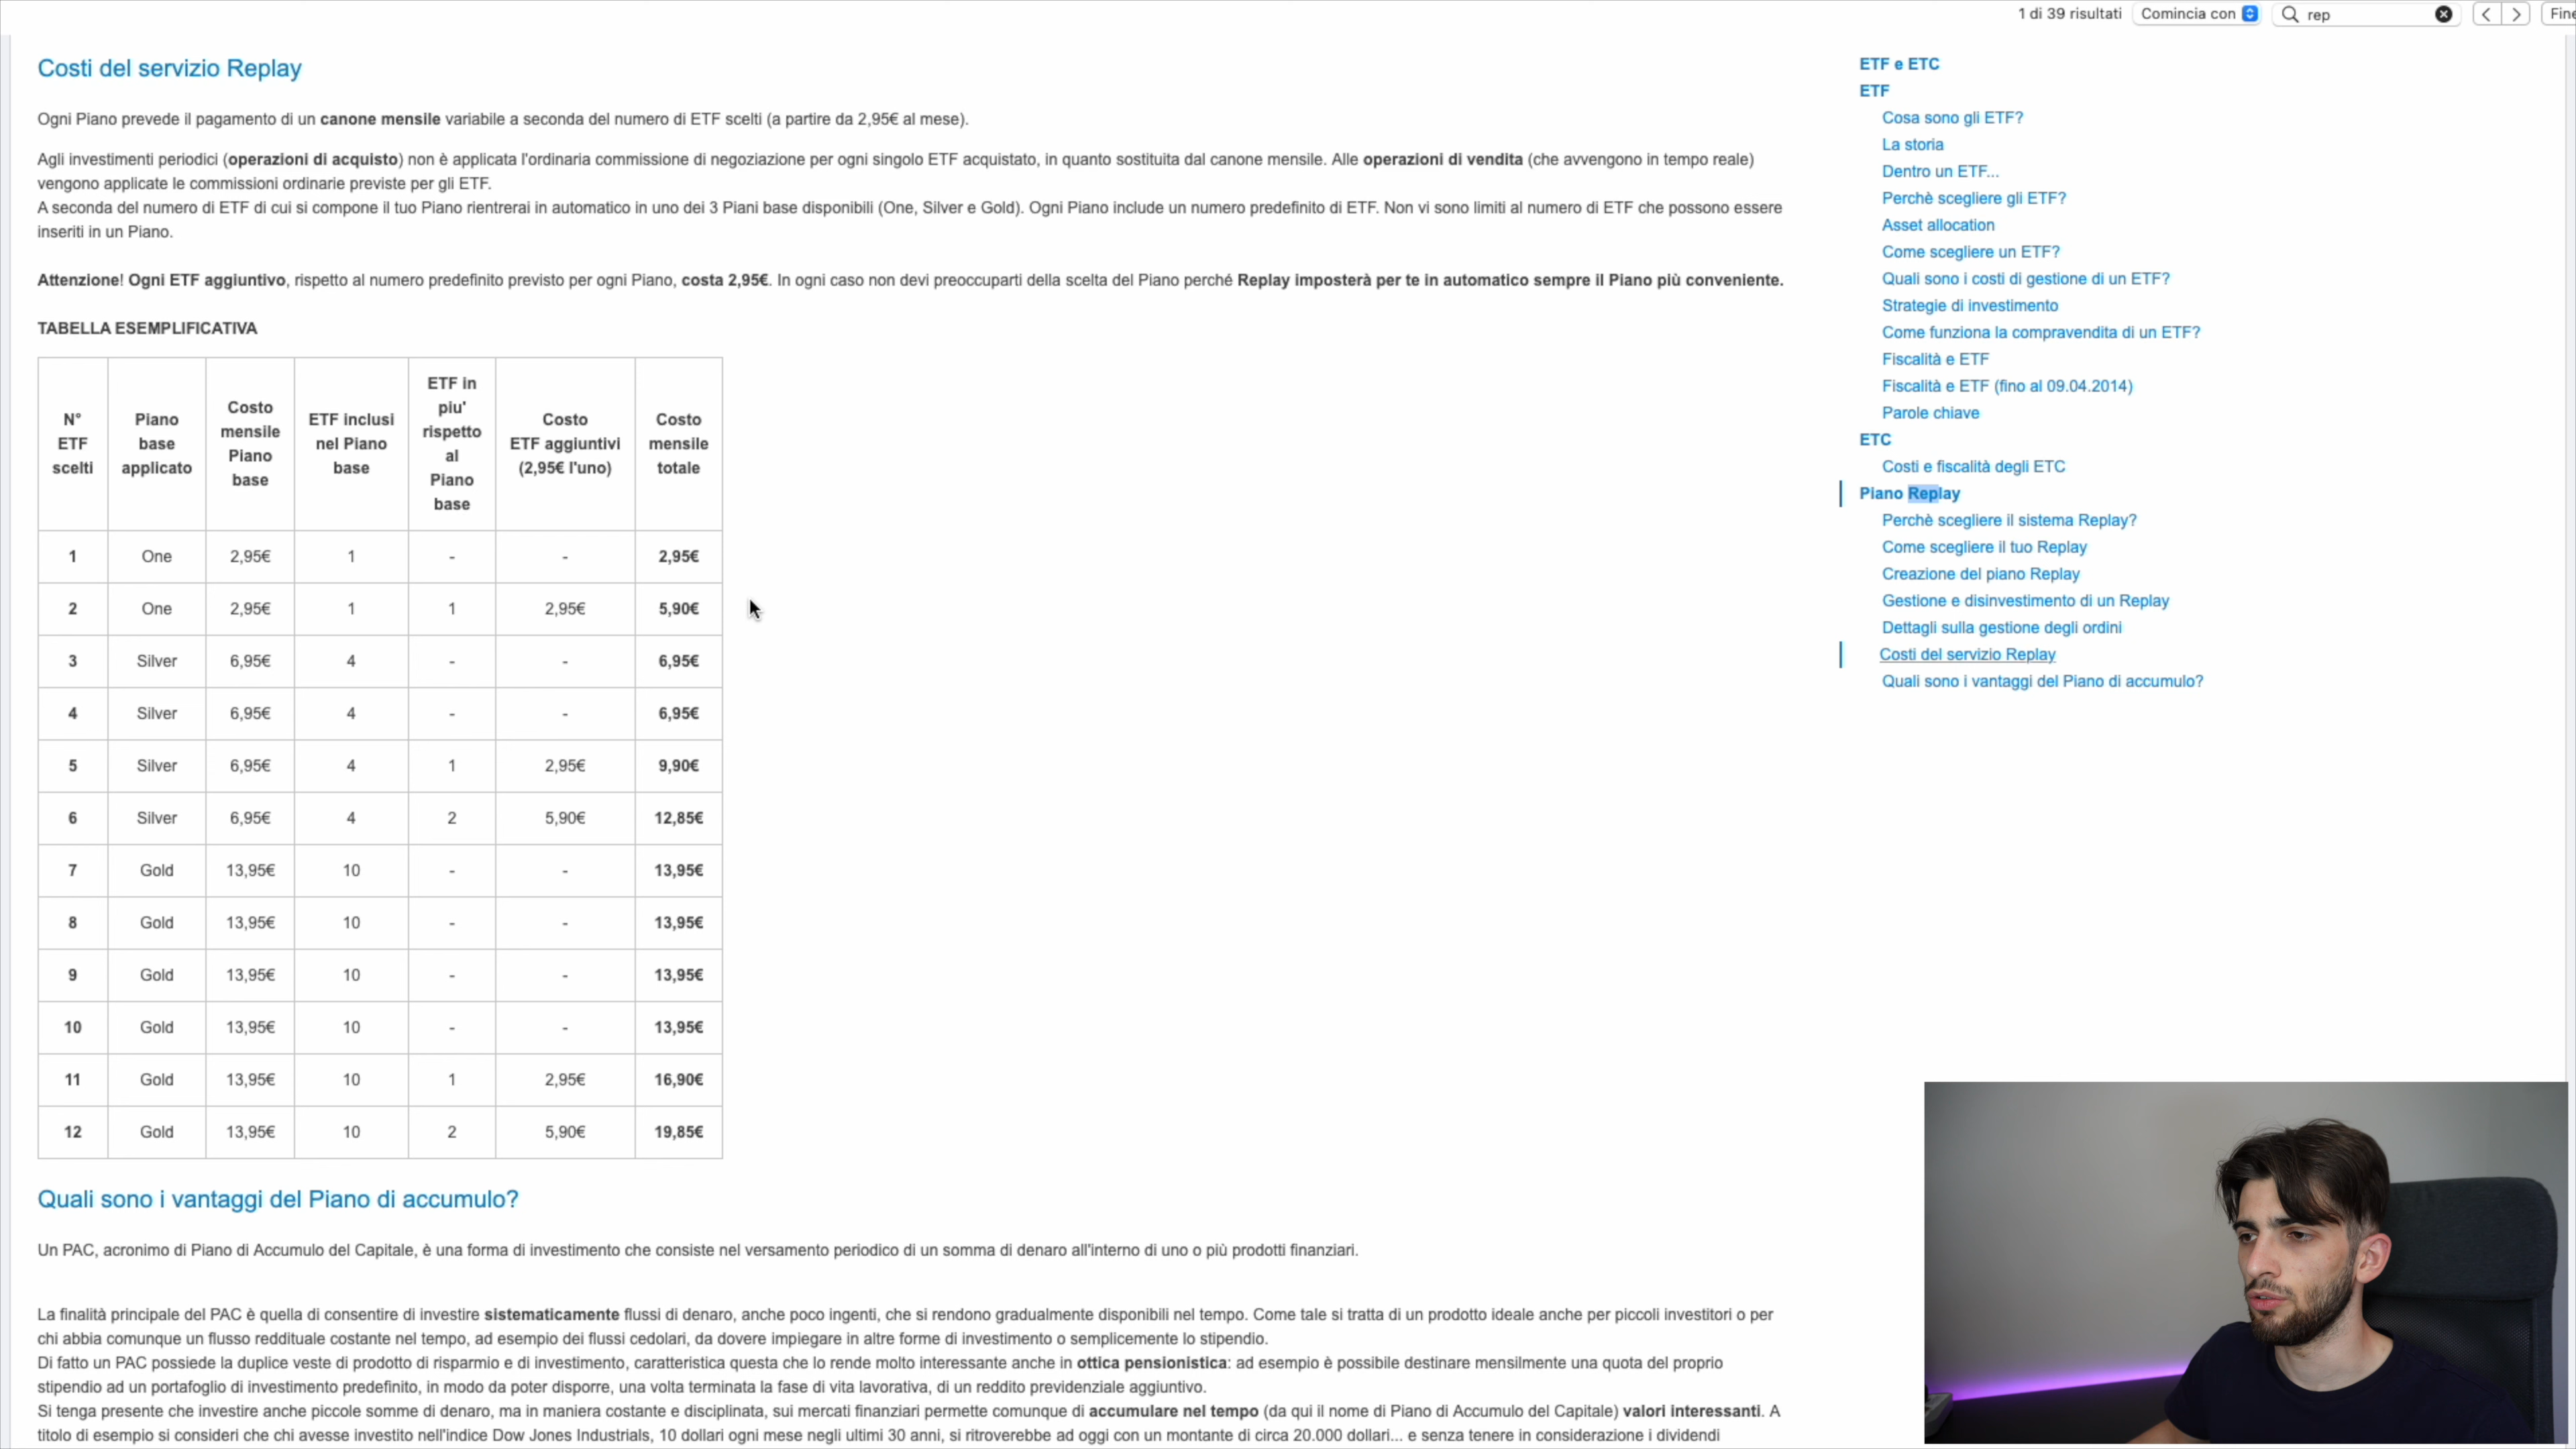 1 di 39 risultati
Comincia con
rep
Fine
Costi del servizio Replay
Ogni Piano prevede il pagamento di un canone mensile variabile a seconda del numero di ETF scelti (a partire da 2,95€ al mese).
Agli investimenti periodici (operazioni di acquisto) non è applicata l'ordinaria commissione di negoziazione per ogni singolo ETF acquistato, in quanto sostituita dal canone mensile. Alle operazioni di vendita (che avvengono in tempo reale)
vengono applicate le commissioni ordinarie previste per gli ETF.
A seconda del numero di ETF di cui si compone il tuo Piano rientrerai in automatico in uno dei 3 Piani base disponibili (One, Silver e Gold). Ogni Piano include un numero predefinito di ETF. Non vi sono limiti al numero di ETF che possono essere
inseriti in un Piano.
Attenzione! Ogni ETF aggiuntivo, rispetto al numero predefinito previsto per ogni Piano, costa 2,95€. In ogni caso non devi preoccuparti della scelta del Piano perché Replay imposterà per te in automatico sempre il Piano più conveniente.
TABELLA ESEMPLIFICATIVA
N° ETF scelti | Piano base applicato | Costo mensile Piano base | ETF inclusi nel Piano base | ETF in piu' rispetto al Piano base | Costo ETF aggiuntivi (2,95€ l'uno) | Costo mensile totale
1 One 2,95€ 1 - - 2,95€
2 One 2,95€ 1 1 2,95€ 5,90€
3 Silver 6,95€ 4 - - 6,95€
4 Silver 6,95€ 4 - - 6,95€
5 Silver 6,95€ 4 1 2,95€ 9,90€
6 Silver 6,95€ 4 2 5,90€ 12,85€
7 Gold 13,95€ 10 - - 13,95€
8 Gold 13,95€ 10 - - 13,95€
9 Gold 13,95€ 10 - - 13,95€
10 Gold 13,95€ 10 - - 13,95€
11 Gold 13,95€ 10 1 2,95€ 16,90€
12 Gold 13,95€ 10 2 5,90€ 19,85€
Quali sono i vantaggi del Piano di accumulo?
Un PAC, acronimo di Piano di Accumulo del Capitale, è una forma di investimento che consiste nel versamento periodico di un somma di denaro all'interno di uno o più prodotti finanziari.
La finalità principale del PAC è quella di consentire di investire sistematicamente flussi di denaro, anche poco ingenti, che si rendono gradualmente disponibili nel tempo. Come tale si tratta di un prodotto ideale anche per piccoli investitori o per
chi abbia comunque un flusso reddituale costante nel tempo, ad esempio dei flussi cedolari, da dovere impiegare in altre forme di investimento o semplicemente lo stipendio.
Di fatto un PAC possiede la duplice veste di prodotto di risparmio e di investimento, caratteristica questa che lo rende molto interessante anche in ottica pensionistica: ad esempio è possibile destinare mensilmente una quota del proprio
stipendio ad un portafoglio di investimento predefinito, in modo da poter disporre, una volta terminata la fase di vita lavorativa, di un reddito previdenziale aggiuntivo.
Si tenga presente che investire anche piccole somme di denaro, ma in maniera costante e disciplinata, sui mercati finanziari permette comunque di accumulare nel tempo (da qui il nome di Piano di Accumulo del Capitale) valori interessanti. A
titolo di esempio si consideri che chi avesse investito nell'indice Dow Jones Industrials, 10 dollari ogni mese negli ultimi 30 anni, si ritroverebbe ad oggi con un montante di circa 20.000 dollari... e senza tenere in considerazione i dividendi
ETF e ETC
ETF
Cosa sono gli ETF?
La storia
Dentro un ETF...
Perchè scegliere gli ETF?
Asset allocation
Come scegliere un ETF?
Quali sono i costi di gestione di un ETF?
Strategie di investimento
Come funziona la compravendita di un ETF?
Fiscalità e ETF
Fiscalità e ETF (fino al 09.04.2014)
Parole chiave
ETC
Costi e fiscalità degli ETC
Piano Replay
Perchè scegliere il sistema Replay?
Come scegliere il tuo Replay
Creazione del piano Replay
Gestione e disinvestimento di un Replay
Dettagli sulla gestione degli ordini
Costi del servizio Replay
Quali sono i vantaggi del Piano di accumulo?